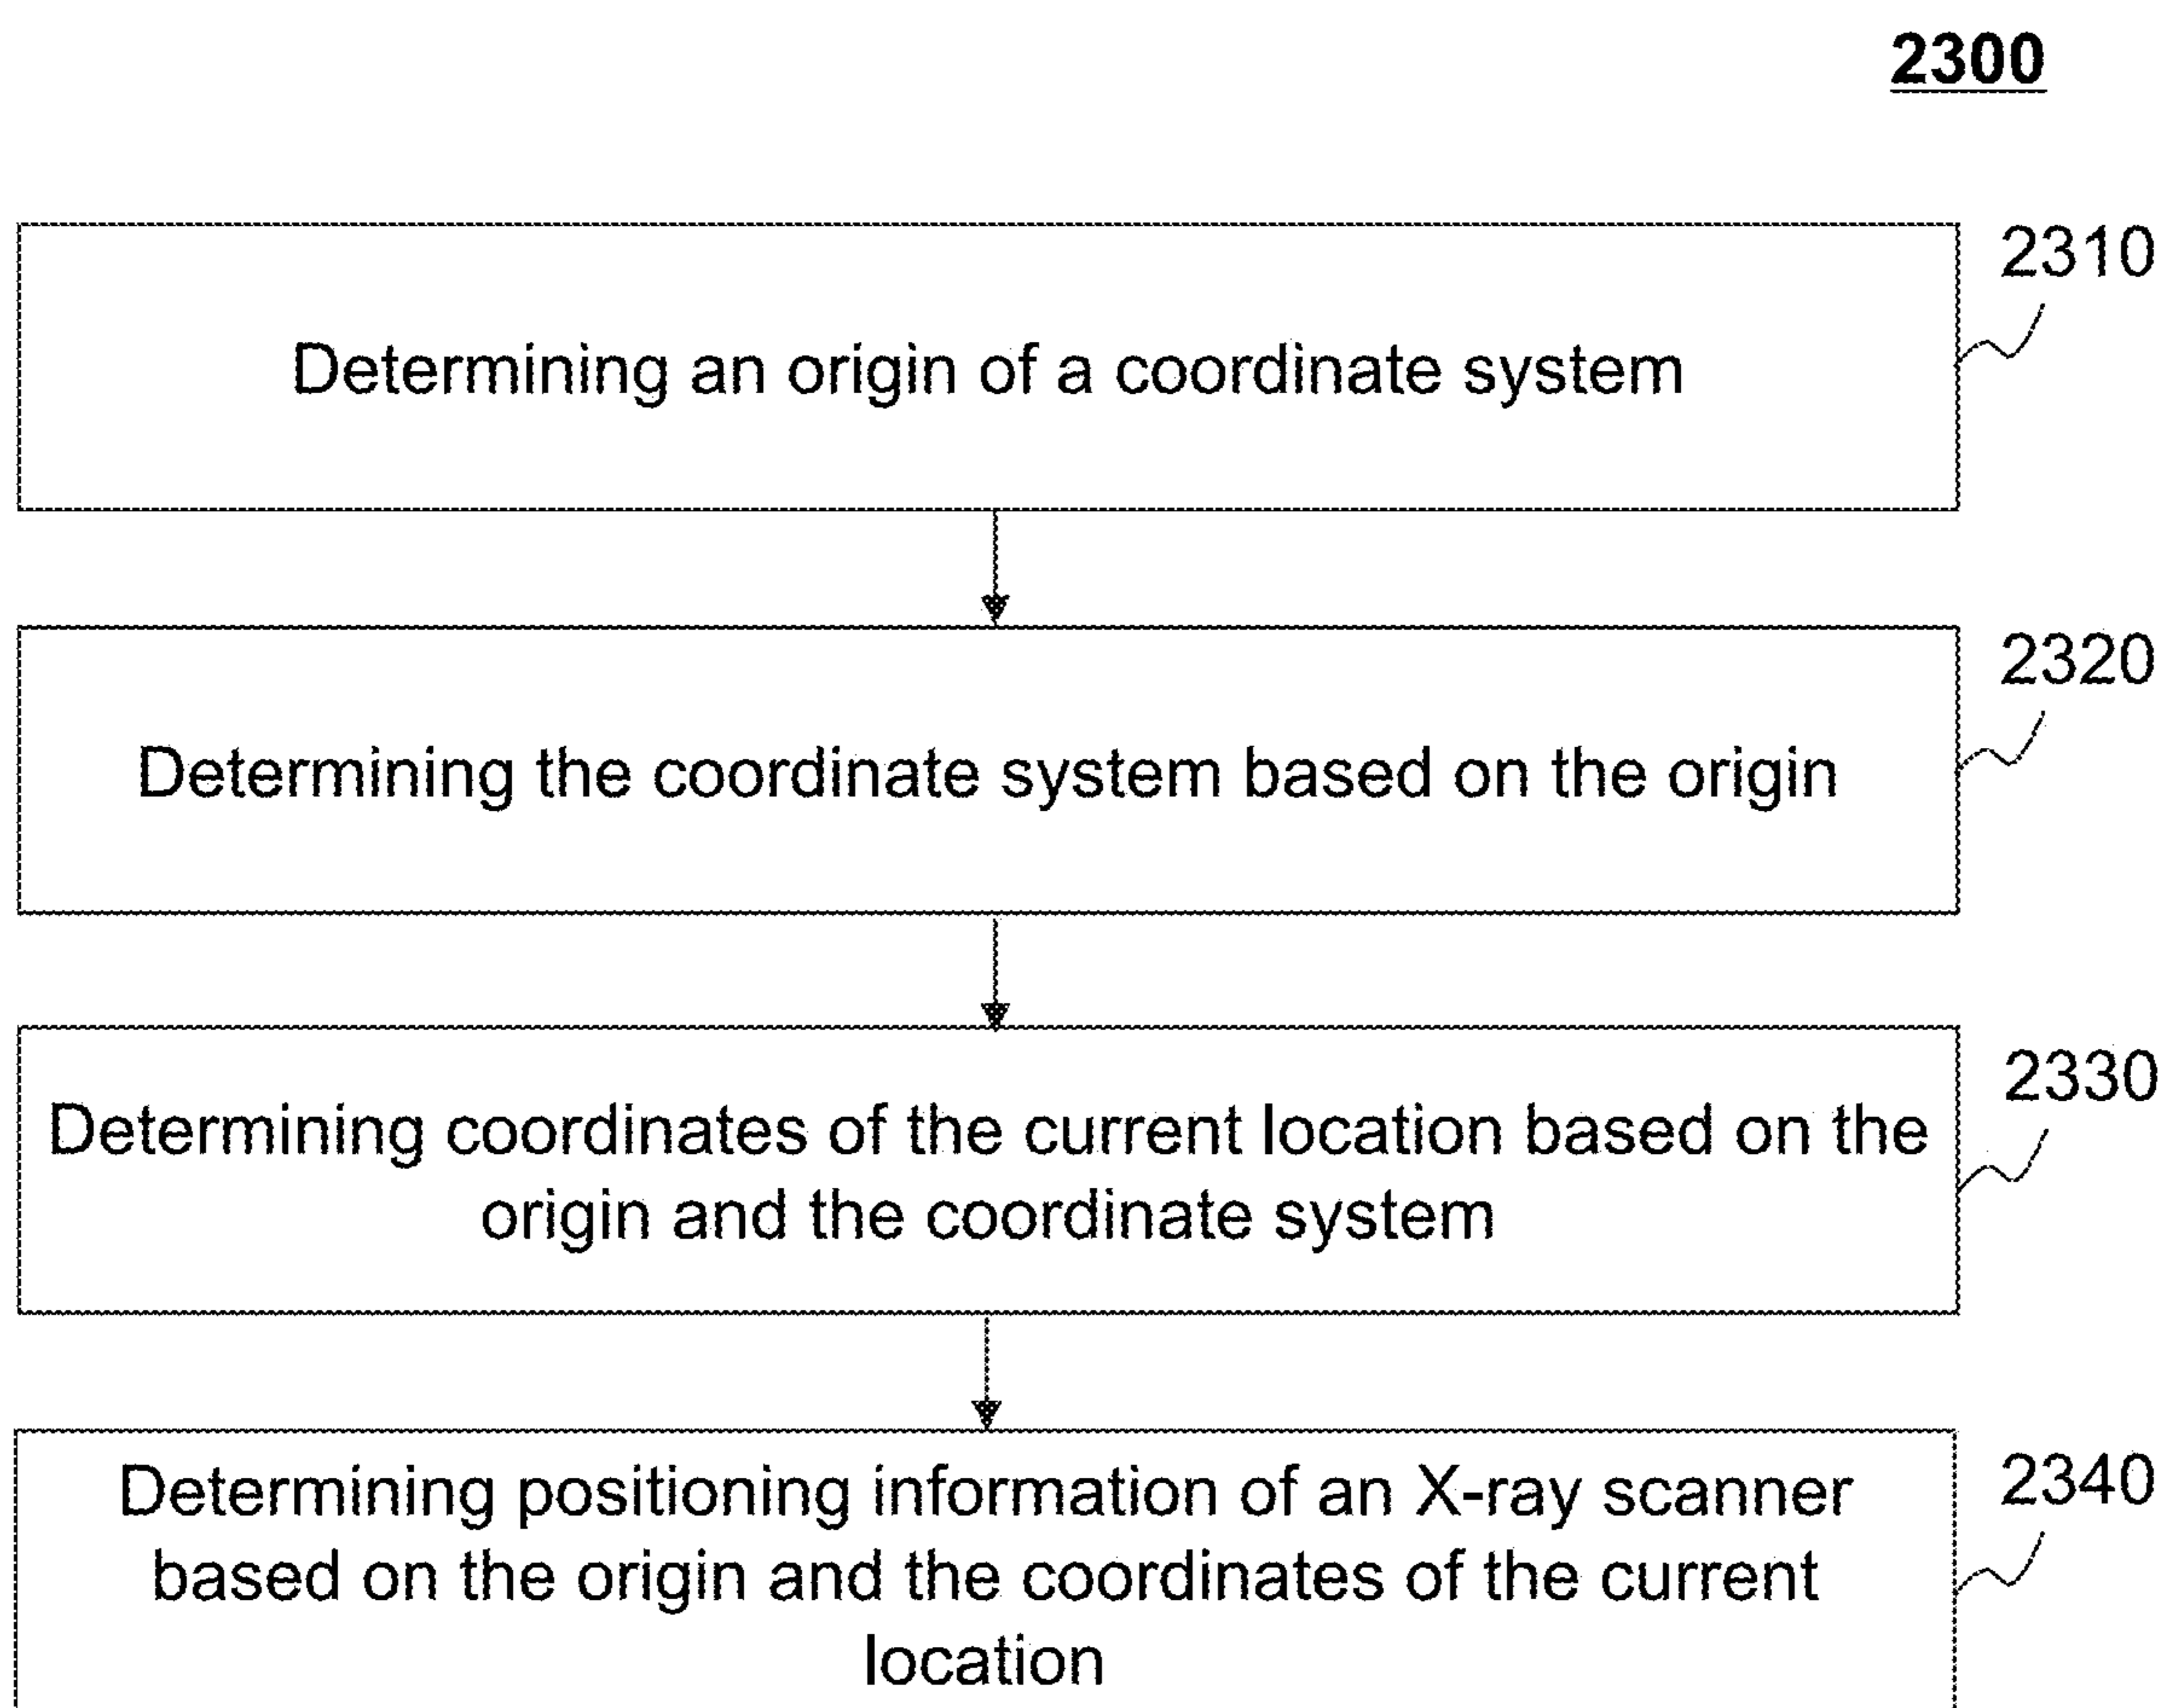 2300
2310
Determining an origin of a coordinate system
2320
Determining the coordinate system based on the origin
2330
Determining coordinates of the current location based on the
origin and the coordinate system
2340
Determining positioning information of an X-ray scanner
based on the origin and the coordinates of the current
location